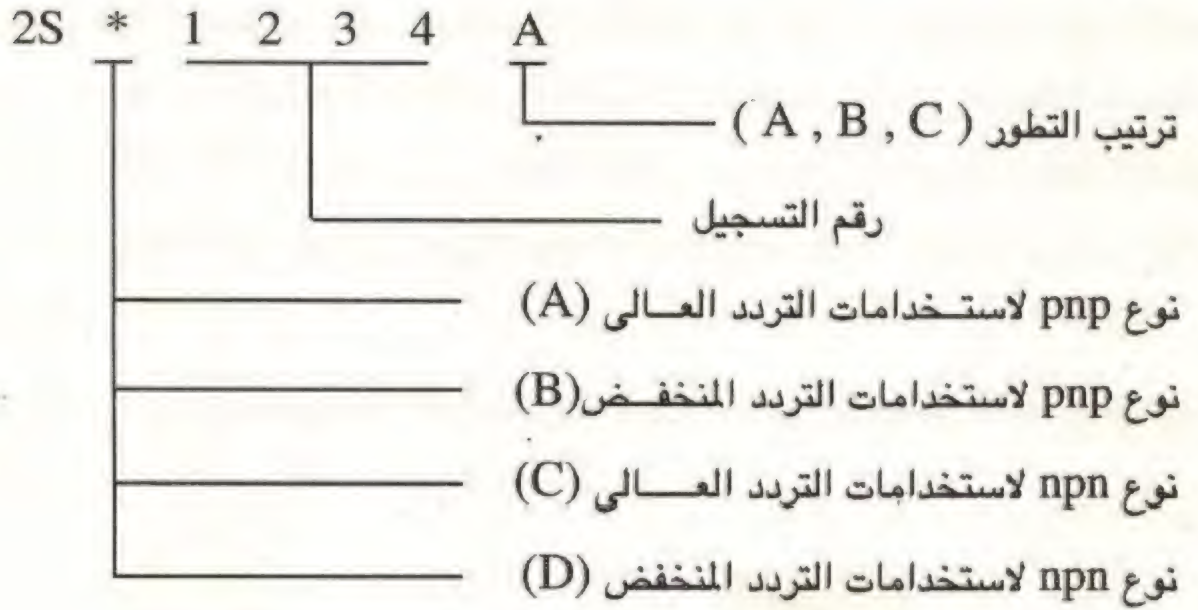 2S * 1 2 3 4 A
ترتيب التطور ( A , B , C )
رقم التسجيل
نوع pnp لاستخدامات التردد العالى (A)
نوع pnp لاستخدامات التردد المنخفض (B)
نوع npn لاستخدامات التردد العالى (C)
نوع npn لاستخدامات التردد المنخفض (D)